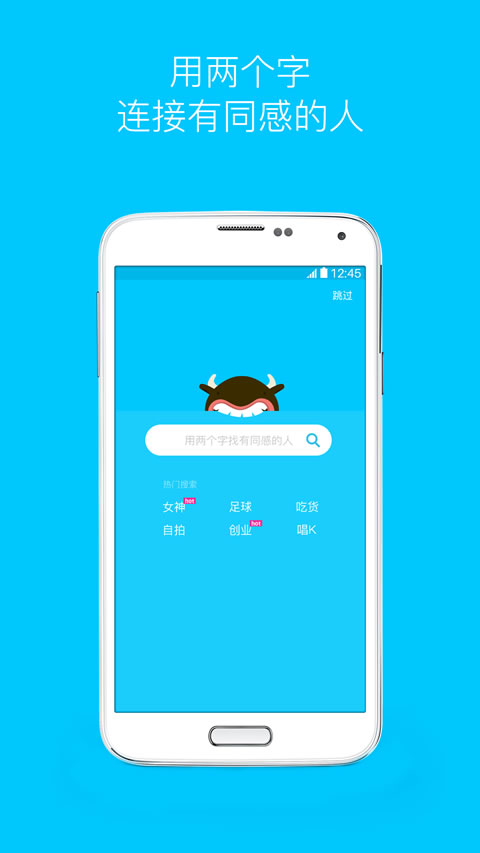 用两个字
连接有同感的人
12:45
跳过
用两个字找有同感的人
热门搜索
女神 hot 足球 吃货
自拍 创业 hot 唱K